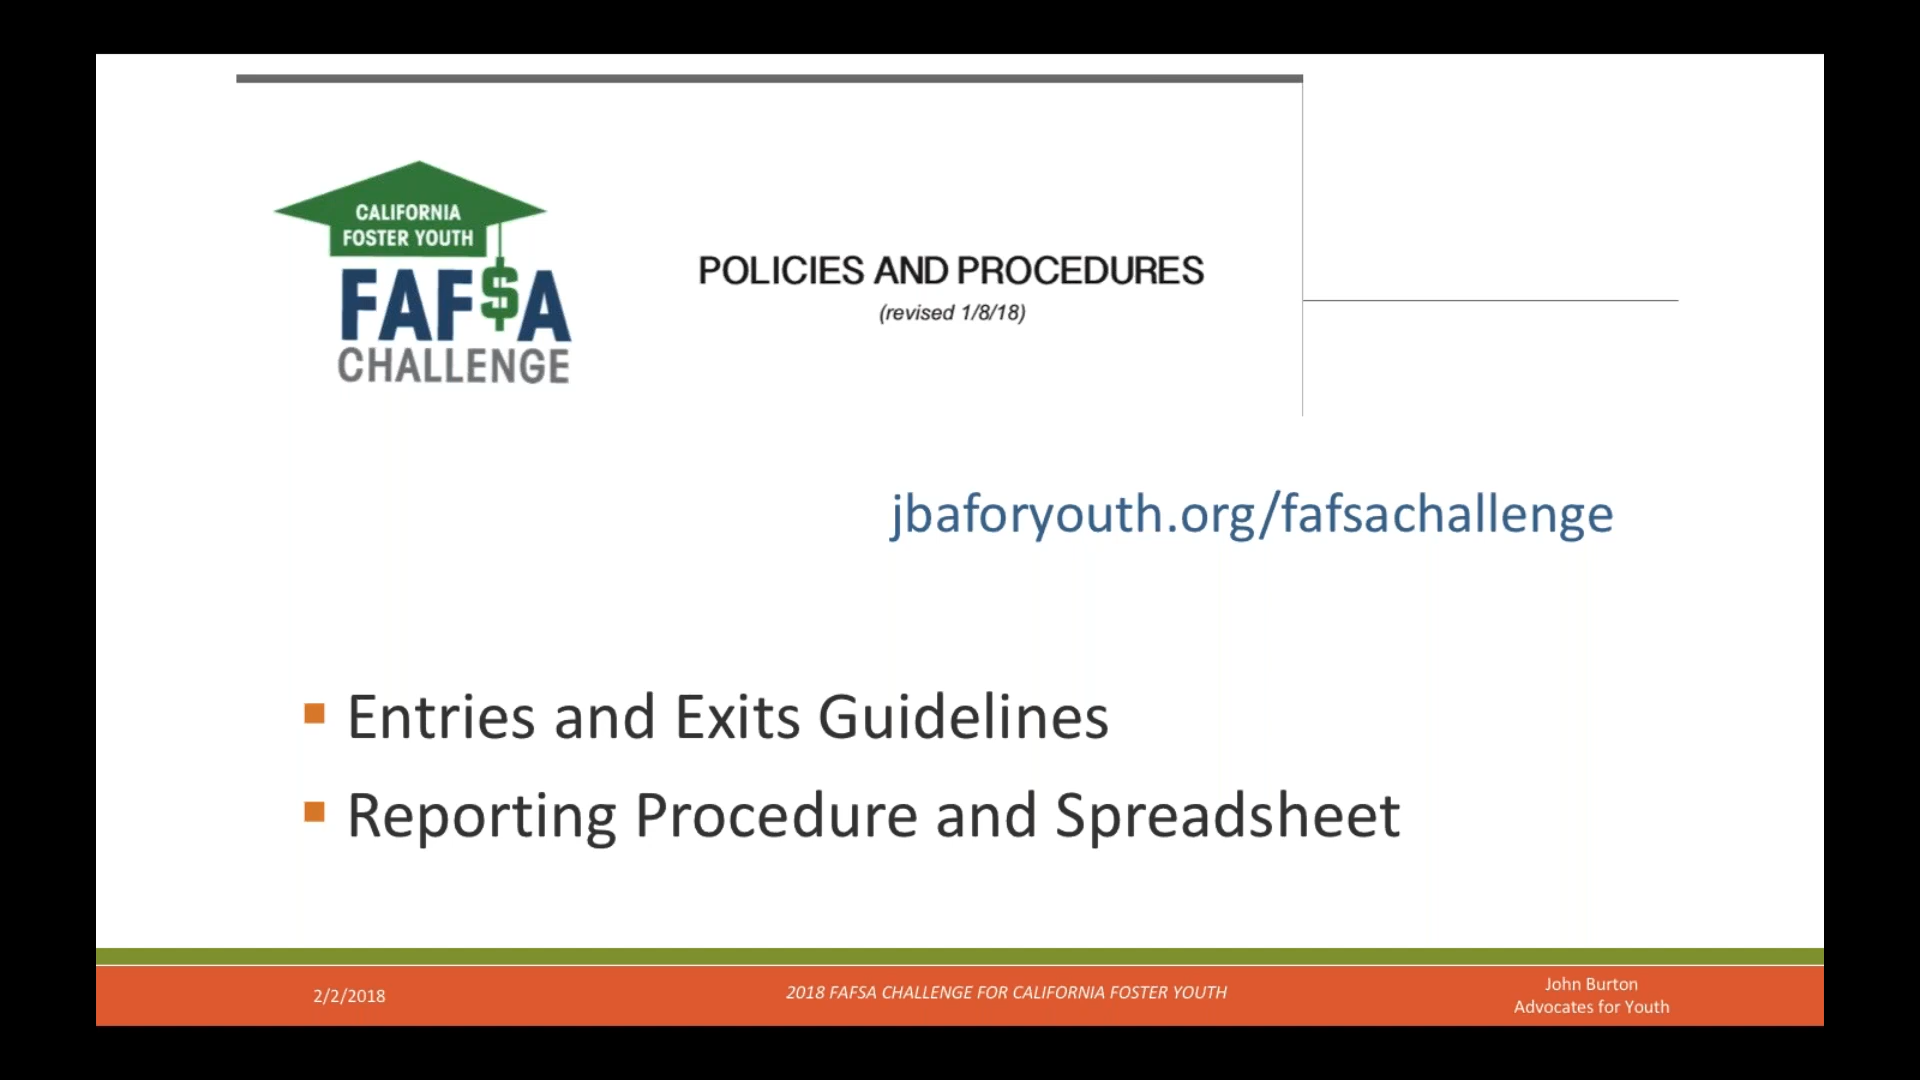 CALIFORNIA
FOSTER YOUTH
FAF$A
CHALLENGE
POLICIES AND PROCEDURES
(revised 1/8/18)
jbaforyouth.org/fafsachallenge
▪ Entries and Exits Guidelines
▪ Reporting Procedure and Spreadsheet
2/2/2018
2018 FAFSA CHALLENGE FOR CALIFORNIA FOSTER YOUTH
John Burton
Advocates for Youth